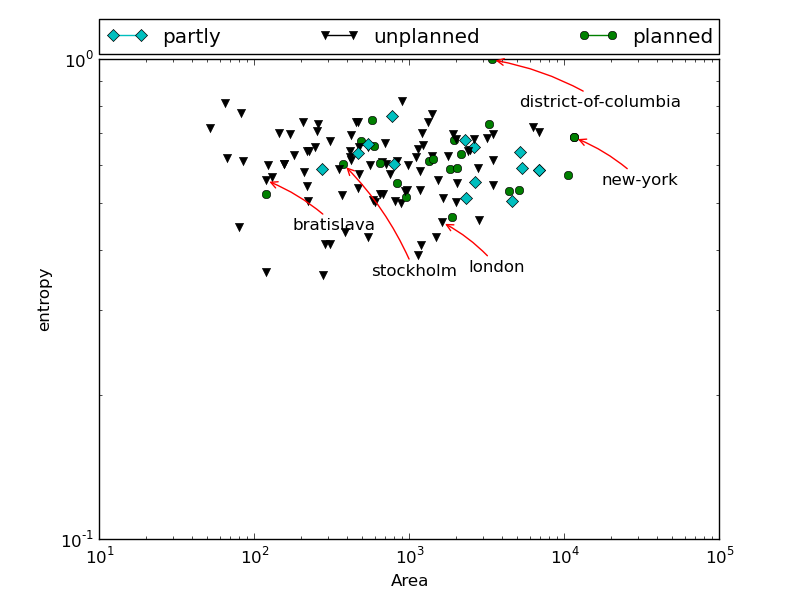 partly unplanned planned
10^0
district-of-columbia
new-york
bratislava
stockholm london
entropy
10^-1
10^1 10^2 10^3 10^4 10^5
Area